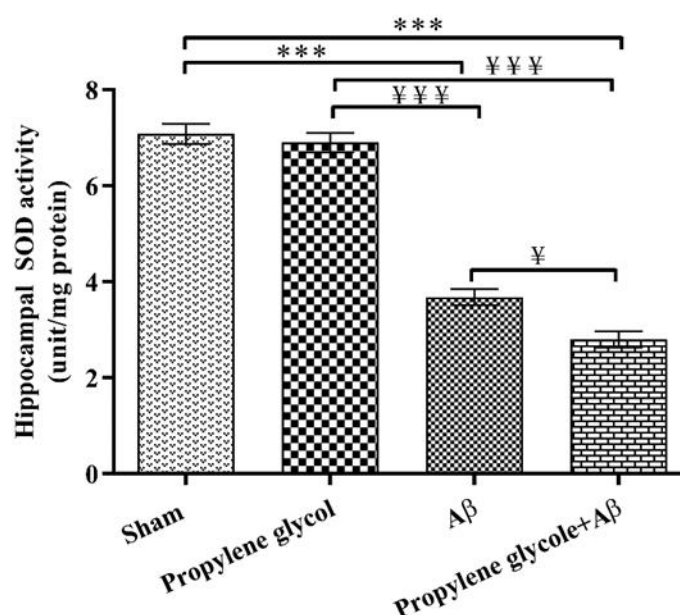 ***
***
¥ ¥ ¥
¥ ¥ ¥
¥
Hippocampal SOD activity
(unit/mg protein)
8
6
4
2
0
Sham
Propylene glycol
Aβ
Propylene glycole+Aβ